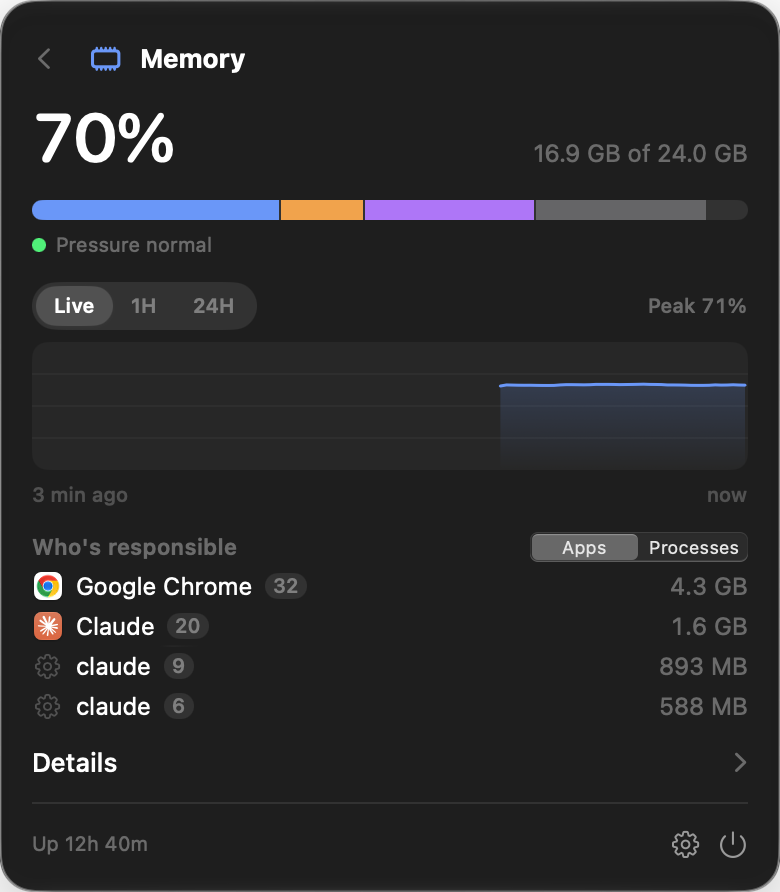 Memory
70%
16.9 GB of 24.0 GB
Pressure normal
Live 1H 24H
Peak 71%
3 min ago
now
Who's responsible
Apps Processes
Google Chrome 32 4.3 GB
Claude 20 1.6 GB
claude 9 893 MB
claude 6 588 MB
Details
Up 12h 40m